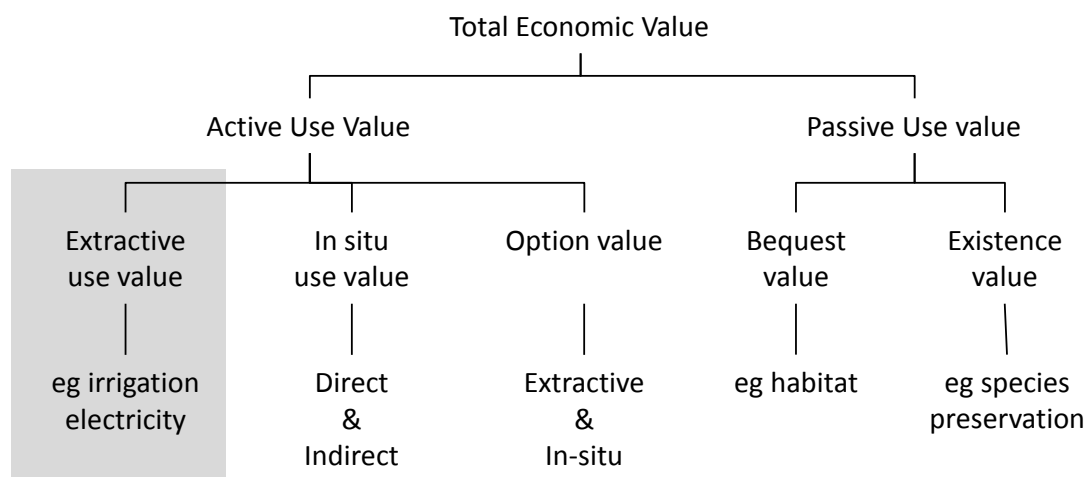 Total Economic Value
Active Use Value
Passive Use value
Extractive
use value
In situ
use value
Option value
Bequest
value
Existence
value
eg irrigation
electricity
Direct
&
Indirect
Extractive
&
In-situ
eg habitat
eg species
preservation